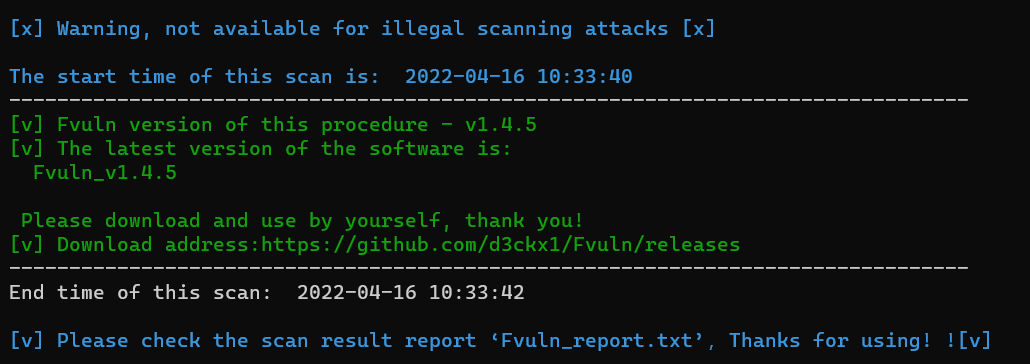 [x] Warning, not available for illegal scanning attacks [x]
The start time of this scan is:  2022-04-16 10:33:40
--------------------------------------------------------------------------------
[v] Fvuln version of this procedure - v1.4.5
[v] The latest version of the software is:
  Fvuln_v1.4.5
 Please download and use by yourself, thank you!
[v] Download address:https://github.com/d3ckx1/Fvuln/releases
--------------------------------------------------------------------------------
End time of this scan:  2022-04-16 10:33:42
[v] Please check the scan result report ‘Fvuln_report.txt’, Thanks for using! ![v]